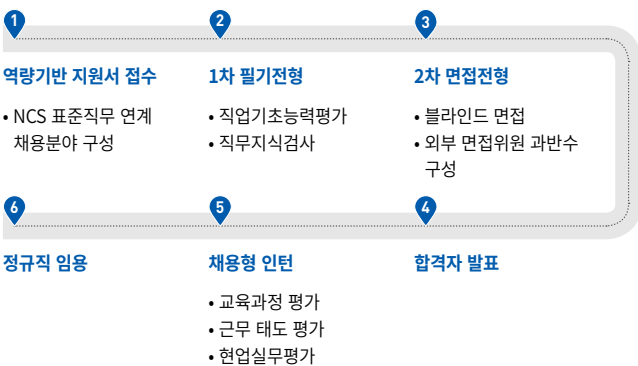 1
역량기반 지원서 접수
• NCS 표준직무 연계
채용분야 구성
2
1차 필기전형
• 직업기초능력평가
• 직무지식검사
3
2차 면접전형
• 블라인드 면접
• 외부 면접위원 과반수
구성
4
합격자 발표
5
채용형 인턴
• 교육과정 평가
• 근무 태도 평가
• 현업실무평가
6
정규직 임용